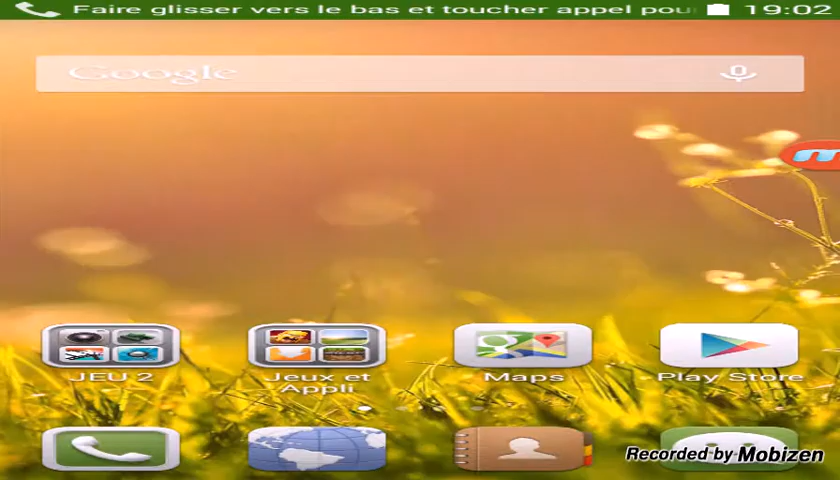 Faire glisser vers le bas et toucher appel pou
19:02
Google
JEU 2
Jeux et
Appli
Maps
Play Store
Recorded by Mobizen